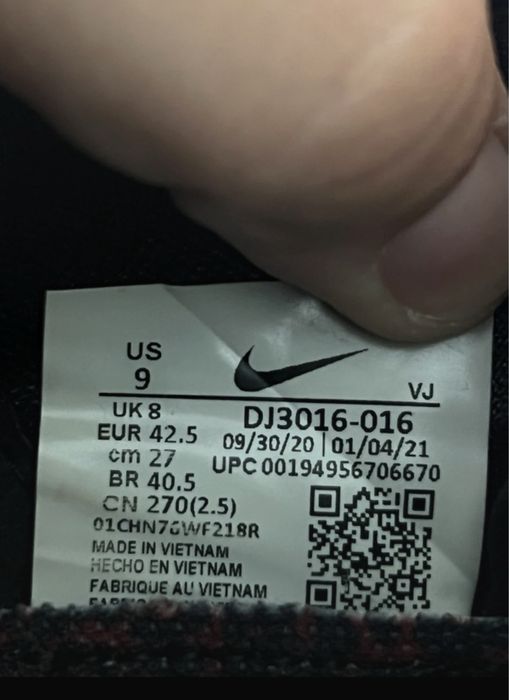 US
9
VJ
UK 8
DJ3016-016
EUR 42.5
09/30/20 | 01/04/21
cm 27
UPC 00194956706670
BR 40.5
CN 270(2.5)
MADE IN VIETNAM
HECHO EN VIETNAM
FABRIQUE AU VIETNAM